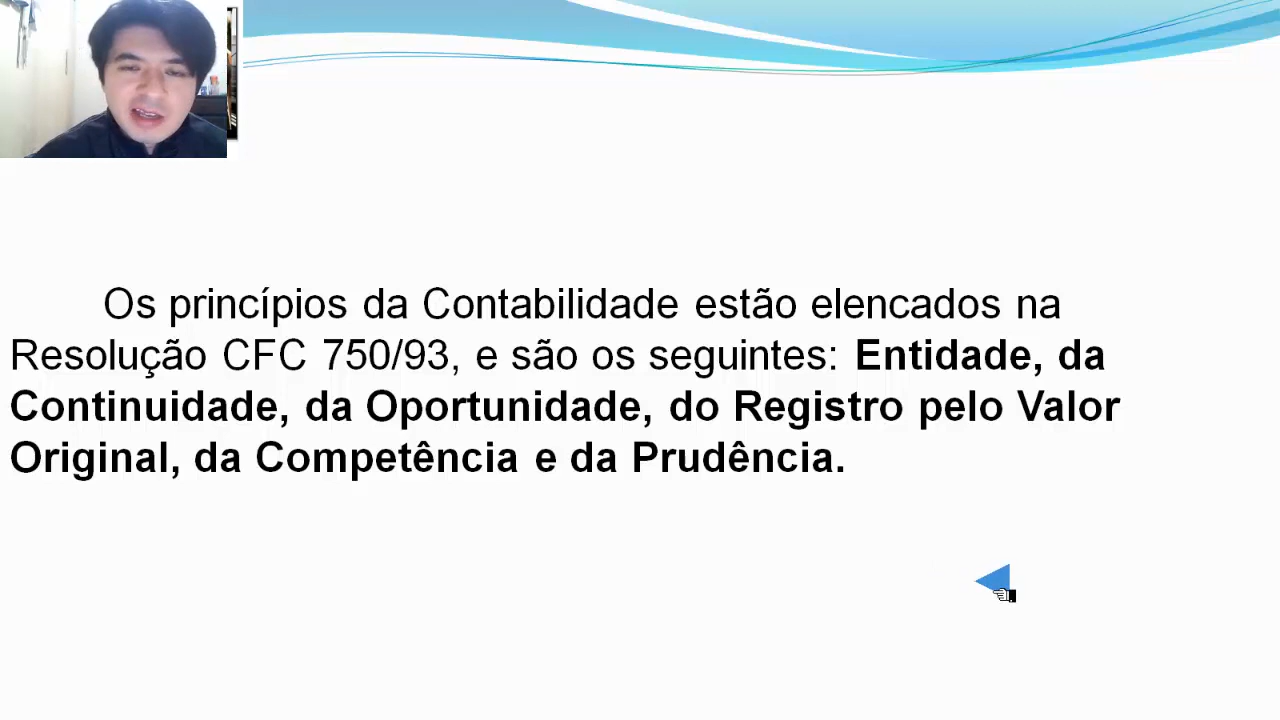 Os princípios da Contabilidade estão elencados na
Resolução CFC 750/93, e são os seguintes: Entidade, da
Continuidade, da Oportunidade, do Registro pelo Valor
Original, da Competência e da Prudência.